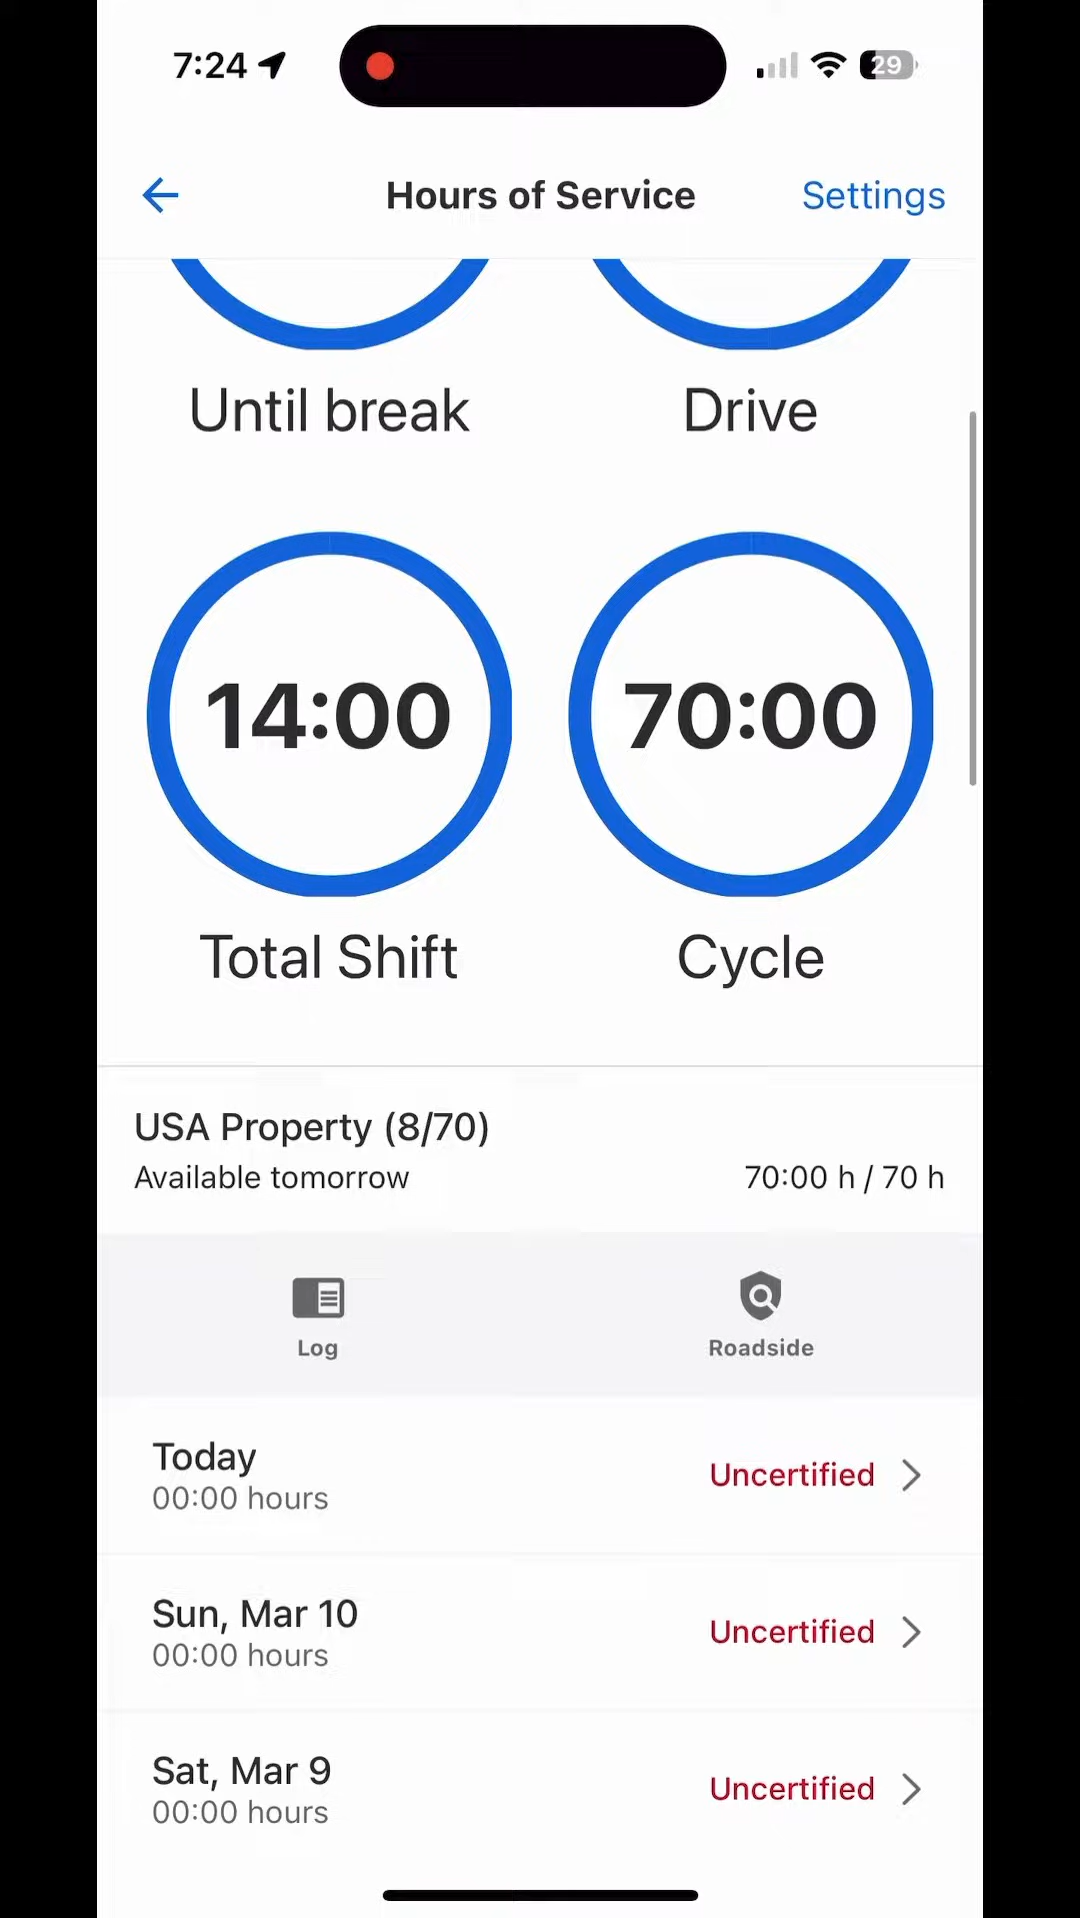 7:24
29
Hours of Service
Settings
Until break
Drive
14:00
70:00
Total Shift
Cycle
USA Property (8/70)
Available tomorrow
70:00 h / 70 h
Log
Roadside
Today
00:00 hours
Uncertified
Sun, Mar 10
00:00 hours
Uncertified
Sat, Mar 9
00:00 hours
Uncertified